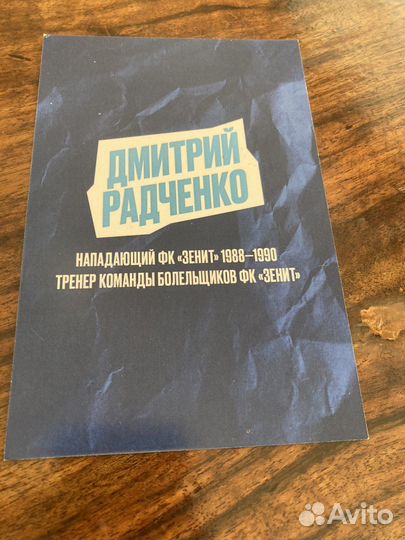 ДМИТРИЙ
РАДЧЕНКО
НАПАДАЮЩИЙ ФК «ЗЕНИТ» 1988–1990
ТРЕНЕР КОМАНДЫ БОЛЕЛЬЩИКОВ ФК «ЗЕНИТ»
Avito